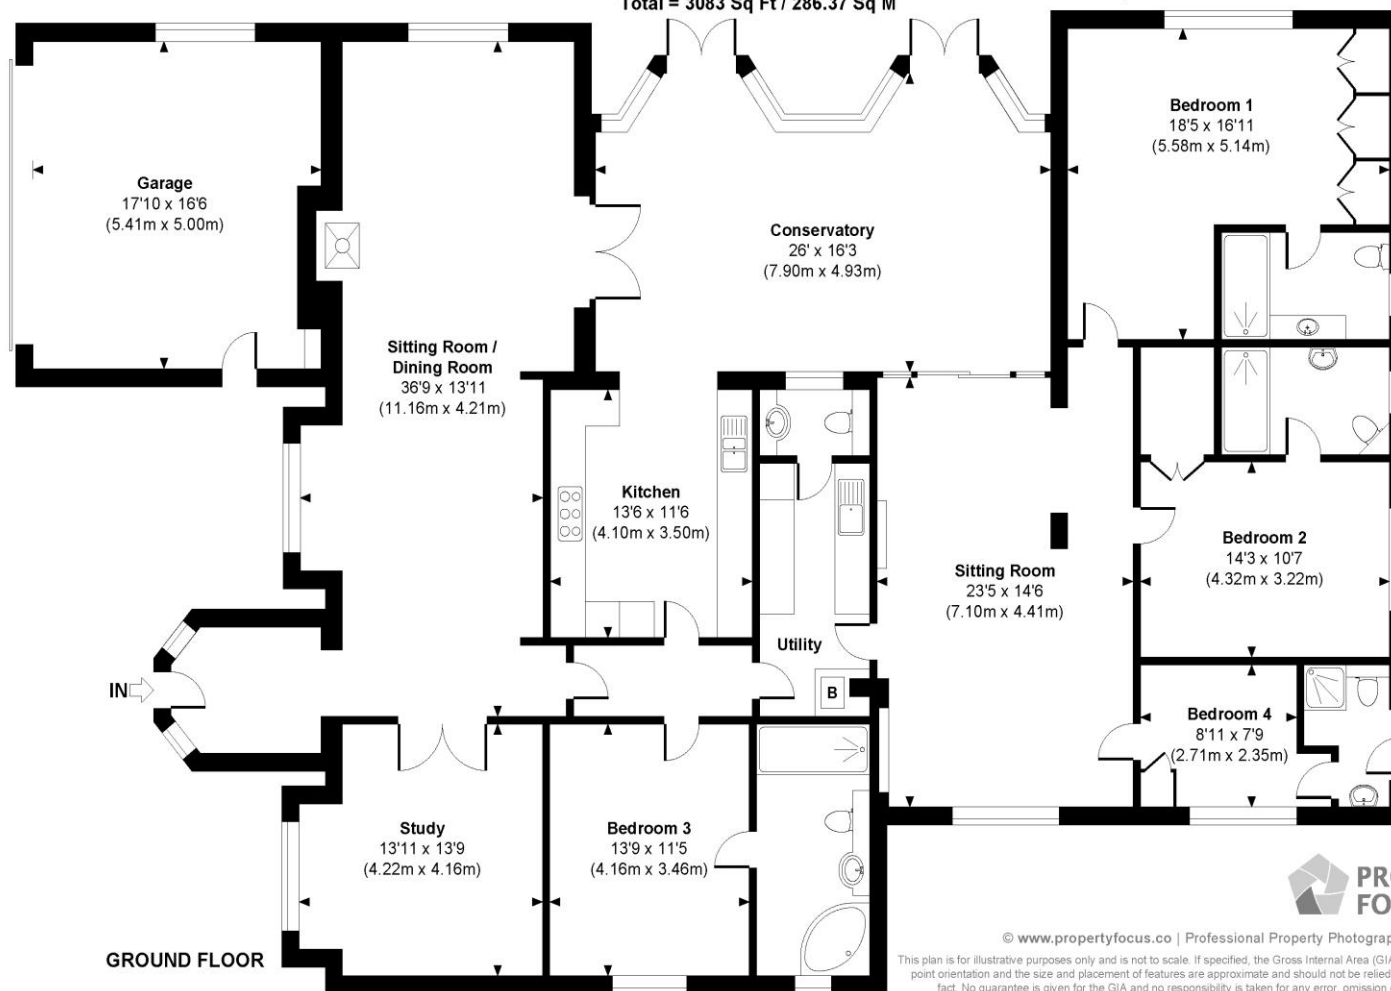 Total = 3083 Sq Ft / 286.37 Sq M
Garage
17'10 x 16'6
(5.41m x 5.00m)
Sitting Room /
Dining Room
36'9 x 13'11
(11.16m x 4.21m)
Conservatory
26' x 16'3
(7.90m x 4.93m)
Bedroom 1
18'5 x 16'11
(5.58m x 5.14m)
Kitchen
13'6 x 11'6
(4.10m x 3.50m)
Utility
B
Sitting Room
23'5 x 14'6
(7.10m x 4.41m)
Bedroom 2
14'3 x 10'7
(4.32m x 3.22m)
Bedroom 4
8'11 x 7'9
(2.71m x 2.35m)
IN
Study
13'11 x 13'9
(4.22m x 4.16m)
Bedroom 3
13'9 x 11'5
(4.16m x 3.46m)
GROUND FLOOR
PR
FO
© www.propertyfocus.co | Professional Property Photograp
This plan is for illustrative purposes only and is not to scale. If specified, the Gross Internal Area (GIA
point orientation and the size and placement of features are approximate and should not be relied
fact. No guarantee is given for the GIA and no responsibility is taken for any error, omission